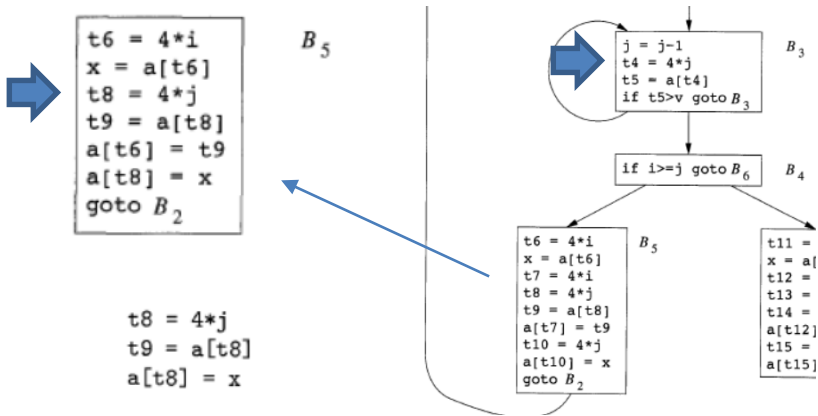 t6 = 4*i
x = a[t6]
t8 = 4*j
t9 = a[t8]
a[t6] = t9
a[t8] = x
goto B2
B5
t8 = 4*j
t9 = a[t8]
a[t8] = x
j = j-1
t4 = 4*j
t5 = a[t4]
if t5>v goto B3
B3
if i>=j goto B6
B4
t6 = 4*i
x = a[t6]
t7 = 4*i
t8 = 4*j
t9 = a[t8]
a[t7] = t9
t10 = 4*j
a[t10] = x
goto B2
B5
t11 =
x = a[
t12 =
t13 =
t14 =
a[t12]
t15 =
a[t15]